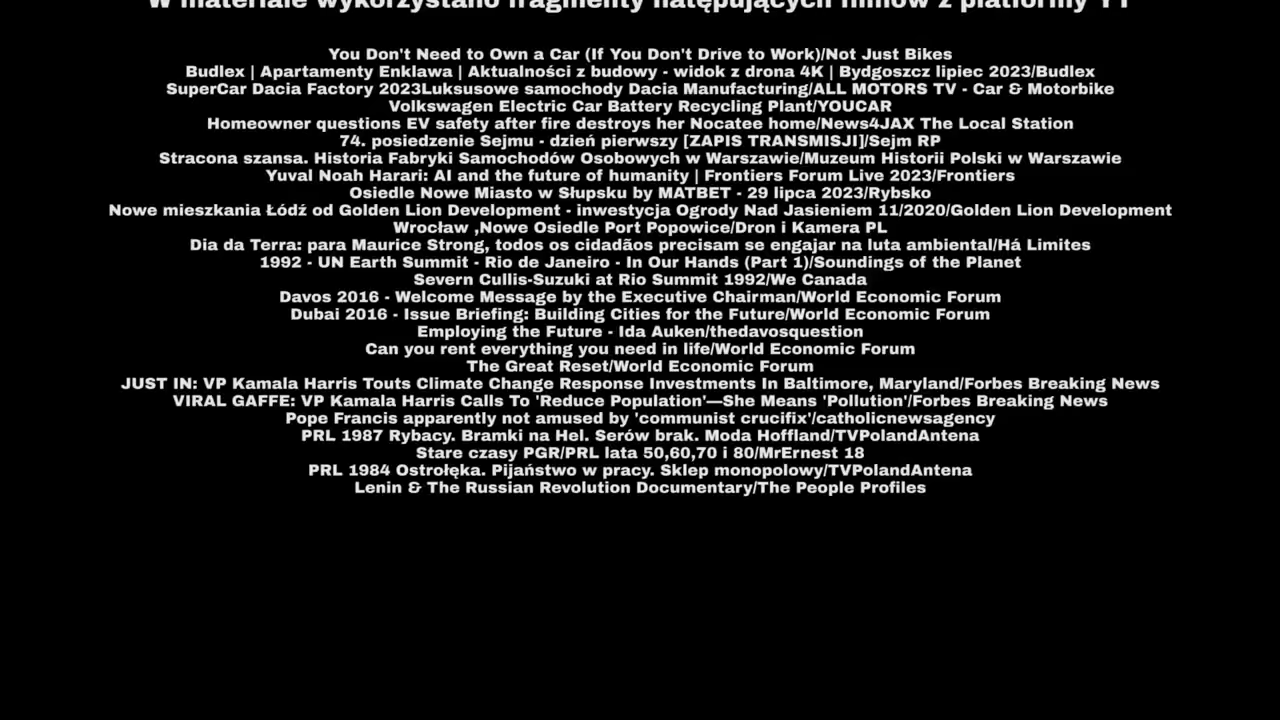 W materiale wykorzystano fragmenty natępujących filmów z platformy YT
You Don't Need to Own a Car (If You Don't Drive to Work)/Not Just Bikes
Budlex | Apartamenty Enklawa | Aktualności z budowy - widok z drona 4K | Bydgoszcz lipiec 2023/Budlex
SuperCar Dacia Factory 2023Luksusowe samochody Dacia Manufacturing/ALL MOTORS TV - Car & Motorbike
Volkswagen Electric Car Battery Recycling Plant/YOUCAR
Homeowner questions EV safety after fire destroys her Nocatee home/News4JAX The Local Station
74. posiedzenie Sejmu - dzień pierwszy [ZAPIS TRANSMISJI]/Sejm RP
Stracona szansa. Historia Fabryki Samochodów Osobowych w Warszawie/Muzeum Historii Polski w Warszawie
Yuval Noah Harari: AI and the future of humanity | Frontiers Forum Live 2023/Frontiers
Osiedle Nowe Miasto w Słupsku by MATBET - 29 lipca 2023/Rybsko
Nowe mieszkania Łódź od Golden Lion Development - inwestycja Ogrody Nad Jasieniem 11/2020/Golden Lion Development
Wrocław ,Nowe Osiedle Port Popowice/Dron i Kamera PL
Dia da Terra: para Maurice Strong, todos os cidadãos precisam se engajar na luta ambiental/Há Limites
1992 - UN Earth Summit - Rio de Janeiro - In Our Hands (Part 1)/Soundings of the Planet
Severn Cullis-Suzuki at Rio Summit 1992/We Canada
Davos 2016 - Welcome Message by the Executive Chairman/World Economic Forum
Dubai 2016 - Issue Briefing: Building Cities for the Future/World Economic Forum
Employing the Future - Ida Auken/thedavosquestion
Can you rent everything you need in life/World Economic Forum
The Great Reset/World Economic Forum
JUST IN: VP Kamala Harris Touts Climate Change Response Investments In Baltimore, Maryland/Forbes Breaking News
VIRAL GAFFE: VP Kamala Harris Calls To 'Reduce Population'—She Means 'Pollution'/Forbes Breaking News
Pope Francis apparently not amused by 'communist crucifix'/catholicnewsagency
PRL 1987 Rybacy. Bramki na Hel. Serów brak. Moda Hoffland/TVPolandAntena
Stare czasy PGR/PRL lata 50,60,70 i 80/MrErnest 18
PRL 1984 Ostrołęka. Pijaństwo w pracy. Sklep monopolowy/TVPolandAntena
Lenin & The Russian Revolution Documentary/The People Profiles